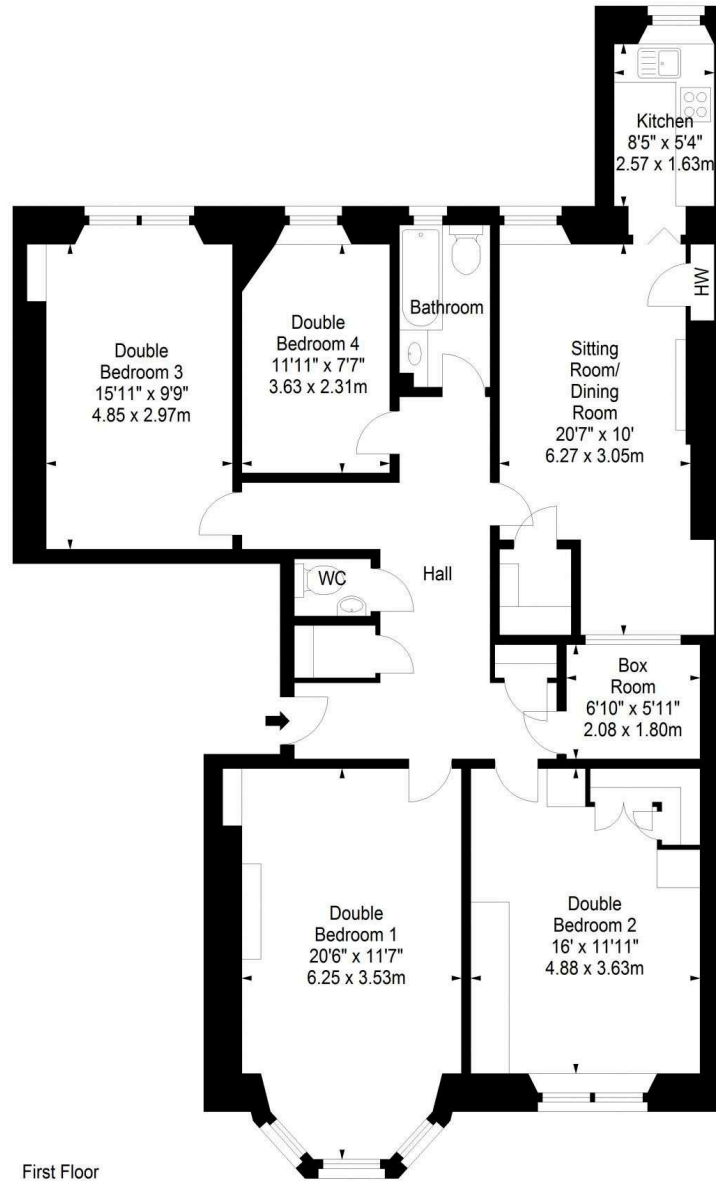 Kitchen
8'5" x 5'4"
2.57 x 1.63m
HW
Bathroom
Double
Bedroom 3
15'11" x 9'9"
4.85 x 2.97m
Double
Bedroom 4
11'11" x 7'7"
3.63 x 2.31m
Sitting
Room/
Dining
Room
20'7" x 10'
6.27 x 3.05m
WC
Hall
Box
Room
6'10" x 5'11"
2.08 x 1.80m
Double
Bedroom 1
20'6" x 11'7"
6.25 x 3.53m
Double
Bedroom 2
16' x 11'11"
4.88 x 3.63m
First Floor